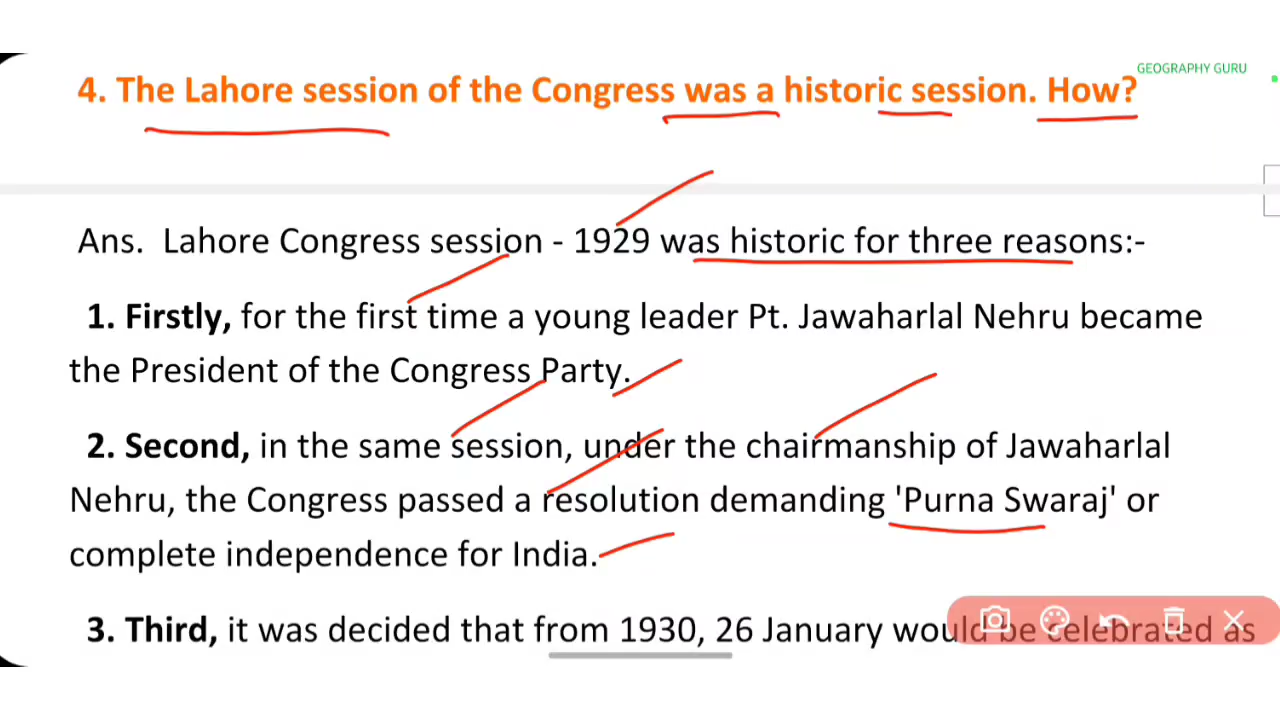 GEOGRAPHY GURU
4. The Lahore session of the Congress was a historic session. How?
Ans. Lahore Congress session - 1929 was historic for three reasons:-
1. Firstly, for the first time a young leader Pt. Jawaharlal Nehru became
the President of the Congress Party.
2. Second, in the same session, under the chairmanship of Jawaharlal
Nehru, the Congress passed a resolution demanding 'Purna Swaraj' or
complete independence for India.
3. Third, it was decided that from 1930, 26 January would be celebrated as